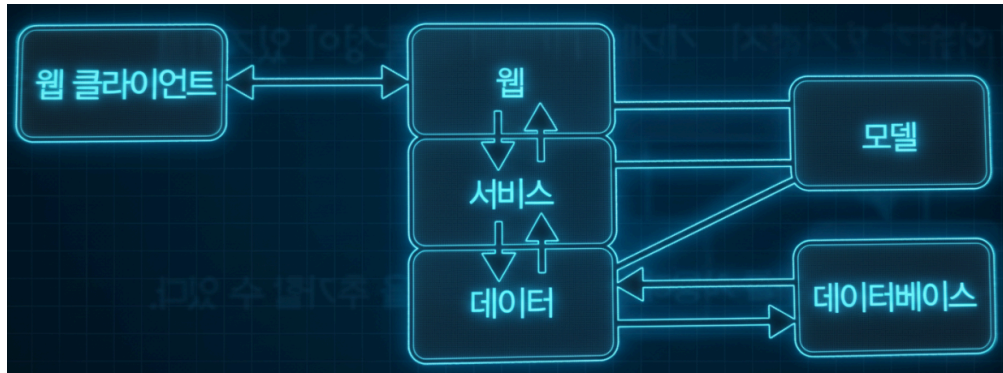 웹 클라이언트
웹
서비스
데이터
모델
데이터베이스